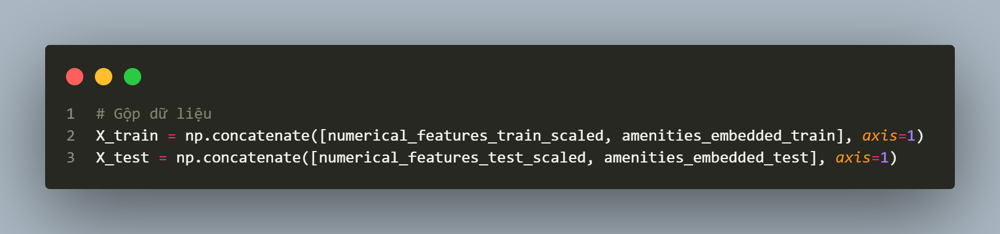 1 # Gộp dữ liệu
2 X_train = np.concatenate([numerical_features_train_scaled, amenities_embedded_train], axis=1)
3 X_test = np.concatenate([numerical_features_test_scaled, amenities_embedded_test], axis=1)